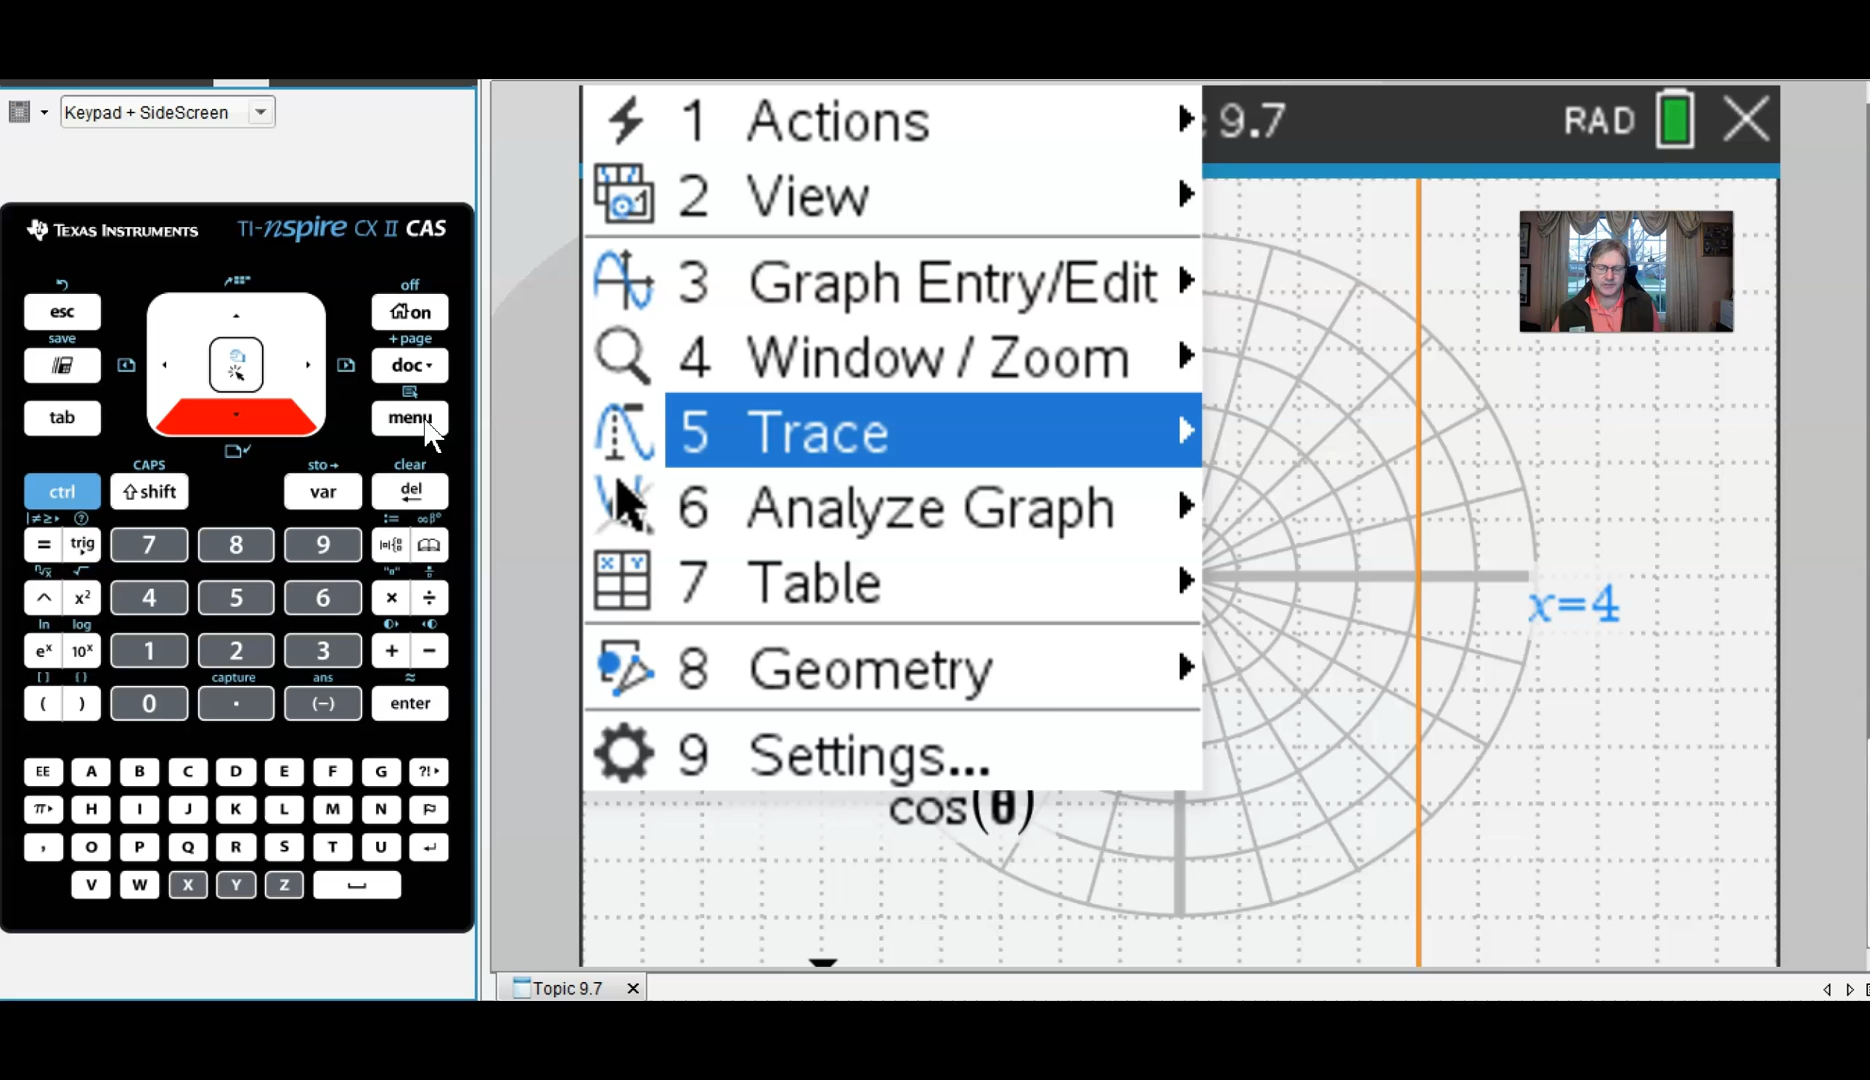 Keypad + SideScreen
TEXAS INSTRUMENTS
TI-nspire CX II CAS
off
esc
on
save
+ page
doc
tab
menu
CAPS
sto→
clear
ctrl
shift
var
del
|≠≥▸
:=
∞β°
=
trig
7
8
9
^
x²
4
5
6
×
÷
ln
log
eˣ
10ˣ
1
2
3
+
−
[ ]
{ }
capture
ans
≈
(
)
0
.
(−)
enter
EE
A
B
C
D
E
F
G
?!▸
π▸
H
I
J
K
L
M
N
,
O
P
Q
R
S
T
U
V
W
X
Y
Z
1 Actions
2 View
3 Graph Entry/Edit
4 Window / Zoom
5 Trace
6 Analyze Graph
7 Table
8 Geometry
9 Settings...
9.7
RAD
x=4
cos(θ)
Topic 9.7